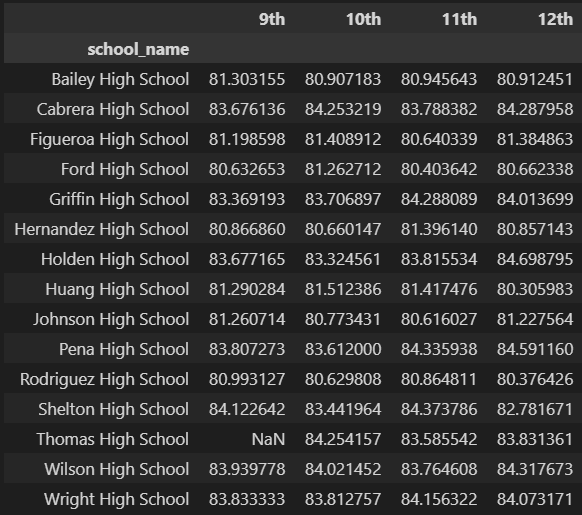 9th 10th 11th 12th
school_name
Bailey High School 81.303155 80.907183 80.945643 80.912451
Cabrera High School 83.676136 84.253219 83.788382 84.287958
Figueroa High School 81.198598 81.408912 80.640339 81.384863
Ford High School 80.632653 81.262712 80.403642 80.662338
Griffin High School 83.369193 83.706897 84.288089 84.013699
Hernandez High School 80.866860 80.660147 81.396140 80.857143
Holden High School 83.677165 83.324561 83.815534 84.698795
Huang High School 81.290284 81.512386 81.417476 80.305983
Johnson High School 81.260714 80.773431 80.616027 81.227564
Pena High School 83.807273 83.612000 84.335938 84.591160
Rodriguez High School 80.993127 80.629808 80.864811 80.376426
Shelton High School 84.122642 83.441964 84.373786 82.781671
Thomas High School NaN 84.254157 83.585542 83.831361
Wilson High School 83.939778 84.021452 83.764608 84.317673
Wright High School 83.833333 83.812757 84.156322 84.073171